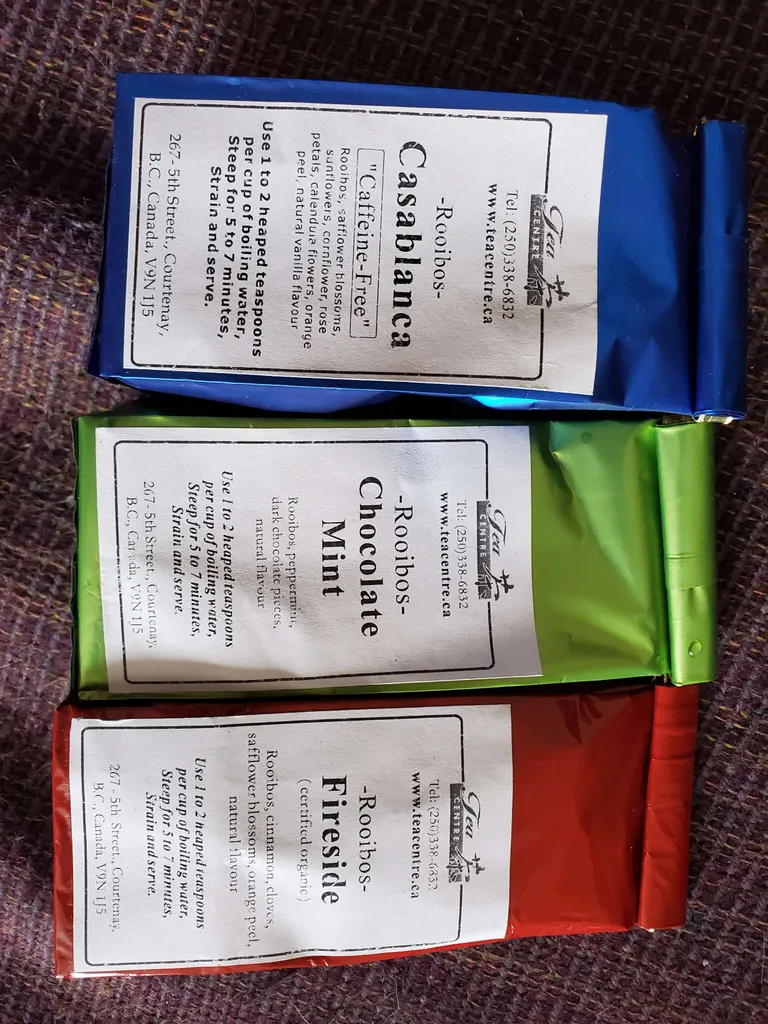 Tea
CENTRE
Tel: (250)338-6832
www.teacentre.ca
-Rooibos-
Casablanca
"Caffeine-Free"
Rooibos, safflower blossoms,
sunflowers, cornflower, rose
petals, calendula flowers, orange
peel, natural vanilla flavour
Use 1 to 2 heaped teaspoons
per cup of boiling water,
Steep for 5 to 7 minutes,
Strain and serve.
267 - 5th Street., Courtenay,
B.C., Canada, V9N 1J5
Tea
CENTRE
Tel: (250)338-6832
www.teacentre.ca
-Rooibos-
Chocolate
Mint
Rooibos, peppermint,
dark chocolate pieces,
natural flavour
Use 1 to 2 heaped teaspoons
per cup of boiling water,
Steep for 5 to 7 minutes,
Strain and serve.
267 - 5th Street., Courtenay,
B.C., Canada, V9N 1J5
Tea
CENTRE
Tel: (250)338-6832
www.teacentre.ca
-Rooibos-
Fireside
(certified organic)
Rooibos, cinnamon, cloves,
safflower blossoms, orange peel,
natural flavour
Use 1 to 2 heaped teaspoons
per cup of boiling water,
Steep for 5 to 7 minutes,
Strain and serve.
267 - 5th Street., Courtenay,
B.C., Canada, V9N 1J5